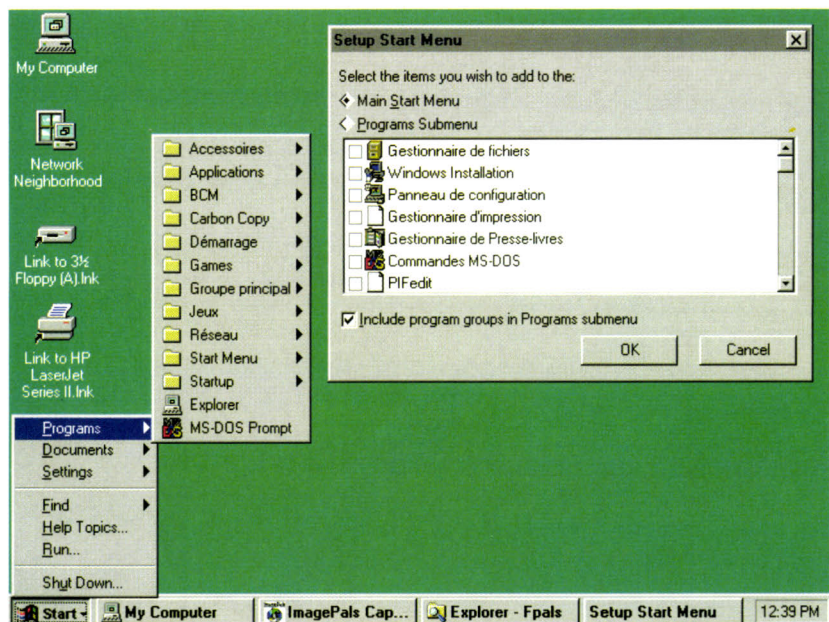 My Computer
Network
Neighborhood
Link to 3½
Floppy (A).lnk
Link to HP
LaserJet
Series II.lnk
Accessoires
Applications
BCM
Carbon Copy
Démarrage
Games
Groupe principal
Jeux
Réseau
Start Menu
Startup
Explorer
MS-DOS Prompt
Programs
Documents
Settings
Find
Help Topics...
Run...
Shut Down...
Setup Start Menu
Select the items you wish to add to the:
Main Start Menu
Programs Submenu
Gestionnaire de fichiers
Windows Installation
Panneau de configuration
Gestionnaire d'impression
Gestionnaire de Presse-livres
Commandes MS-DOS
PIFedit
Include program groups in Programs submenu
OK Cancel
Start My Computer ImagePals Cap... Explorer - Fpals Setup Start Menu 12:39 PM